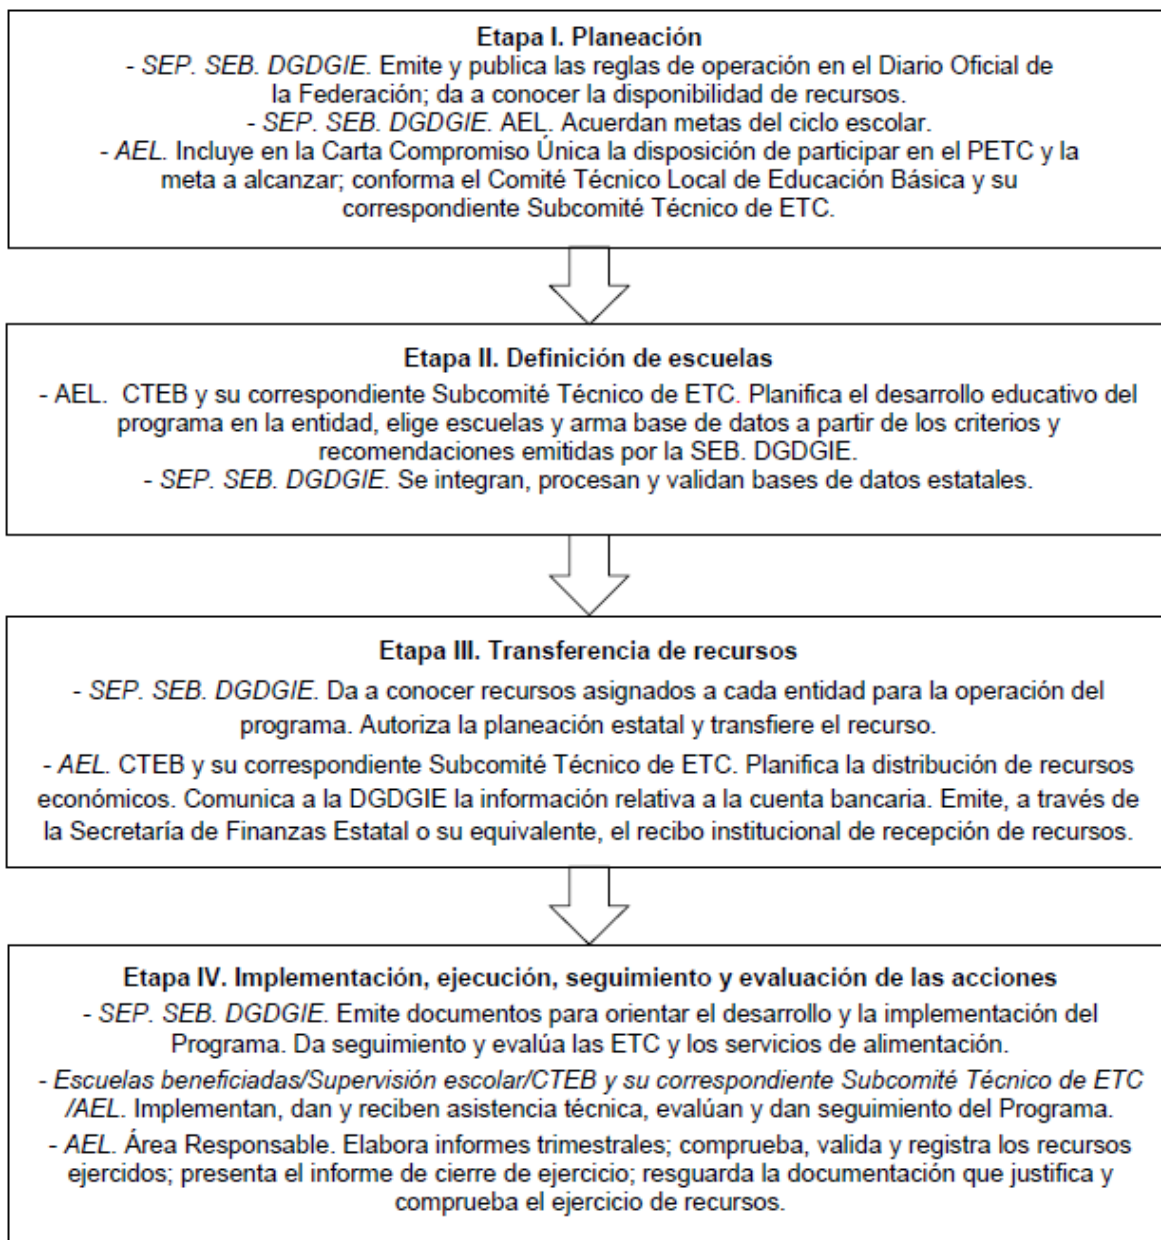 Etapa I. Planeación
- SEP. SEB. DGDGIE. Emite y publica las reglas de operación en el Diario Oficial de
la Federación; da a conocer la disponibilidad de recursos.
- SEP. SEB. DGDGIE. AEL. Acuerdan metas del ciclo escolar.
- AEL. Incluye en la Carta Compromiso Única la disposición de participar en el PETC y la
meta a alcanzar; conforma el Comité Técnico Local de Educación Básica y su
correspondiente Subcomité Técnico de ETC.
Etapa II. Definición de escuelas
- AEL. CTEB y su correspondiente Subcomité Técnico de ETC. Planifica el desarrollo educativo del
programa en la entidad, elige escuelas y arma base de datos a partir de los criterios y
recomendaciones emitidas por la SEB. DGDGIE.
- SEP. SEB. DGDGIE. Se integran, procesan y validan bases de datos estatales.
Etapa III. Transferencia de recursos
- SEP. SEB. DGDGIE. Da a conocer recursos asignados a cada entidad para la operación del
programa. Autoriza la planeación estatal y transfiere el recurso.
- AEL. CTEB y su correspondiente Subcomité Técnico de ETC. Planifica la distribución de recursos
económicos. Comunica a la DGDGIE la información relativa a la cuenta bancaria. Emite, a través de
la Secretaría de Finanzas Estatal o su equivalente, el recibo institucional de recepción de recursos.
Etapa IV. Implementación, ejecución, seguimiento y evaluación de las acciones
- SEP. SEB. DGDGIE. Emite documentos para orientar el desarrollo y la implementación del
Programa. Da seguimiento y evalúa las ETC y los servicios de alimentación.
- Escuelas beneficiadas/Supervisión escolar/CTEB y su correspondiente Subcomité Técnico de ETC
/AEL. Implementan, dan y reciben asistencia técnica, evalúan y dan seguimiento del Programa.
- AEL. Área Responsable. Elabora informes trimestrales; comprueba, valida y registra los recursos
ejercidos; presenta el informe de cierre de ejercicio; resguarda la documentación que justifica y
comprueba el ejercicio de recursos.